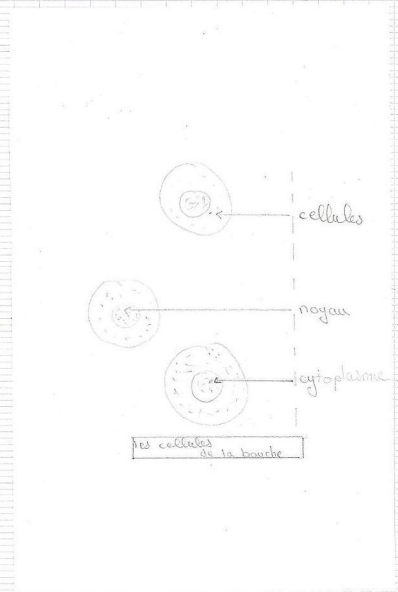 cellules
noyau
cytoplasme
les cellules
de la bouche